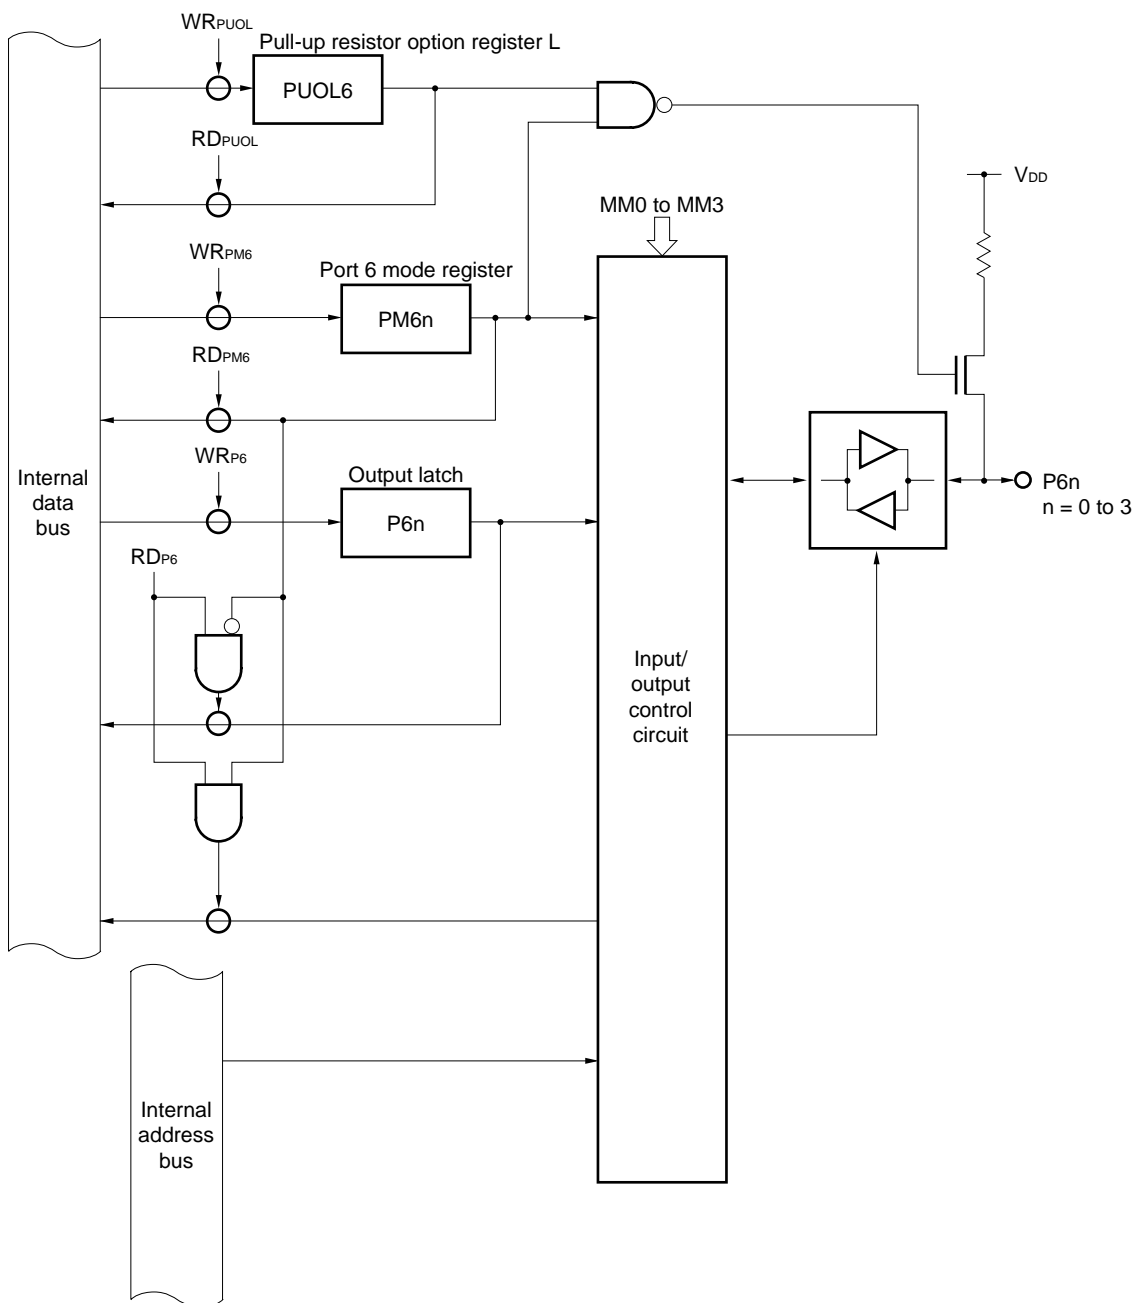 WRPUOL
Pull-up resistor option register L
PUOL6
RDPUOL
VDD
MM0 to MM3
WRPM6
Port 6 mode register
PM6n
RDPM6
WRP6
Output latch
P6n
Internal
data
bus
P6n
n = 0 to 3
RDP6
Input/
output
control
circuit
Internal
address
bus